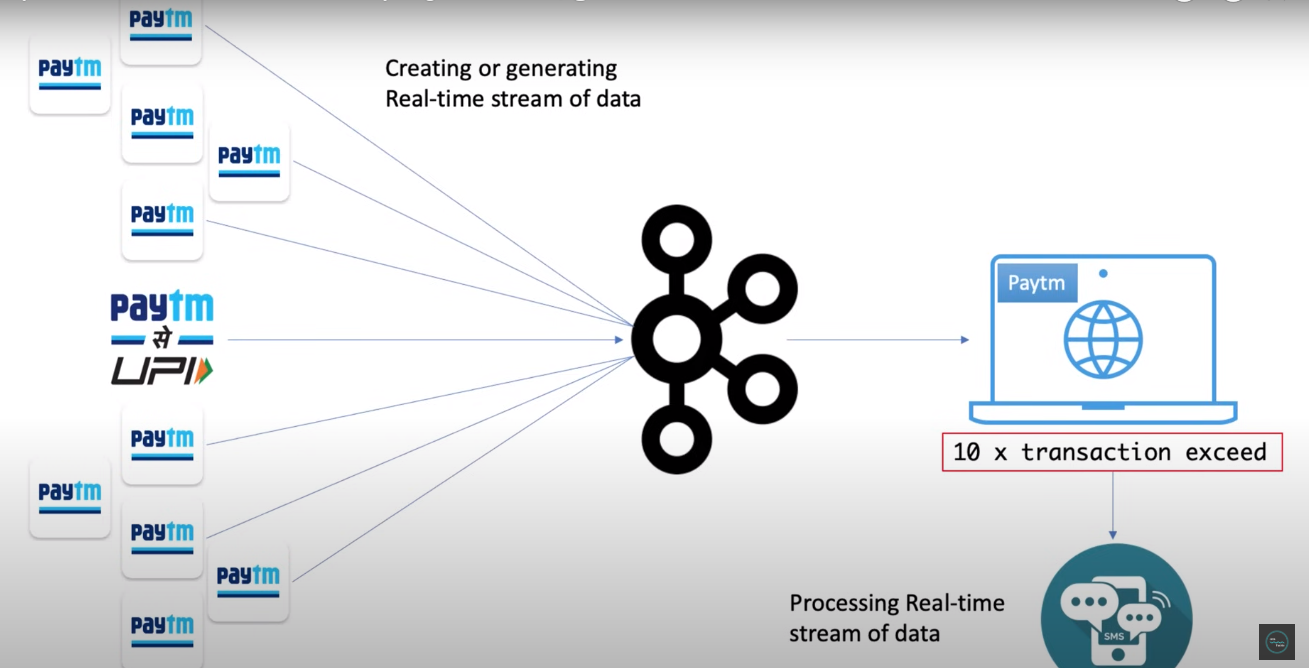 paytm
paytm
Creating or generating
Real-time stream of data
paytm
paytm
paytm
Paytm
paytm
से
UPI
paytm
10 x transaction exceed
paytm
paytm
paytm
Processing Real-time
stream of data
paytm
SMS